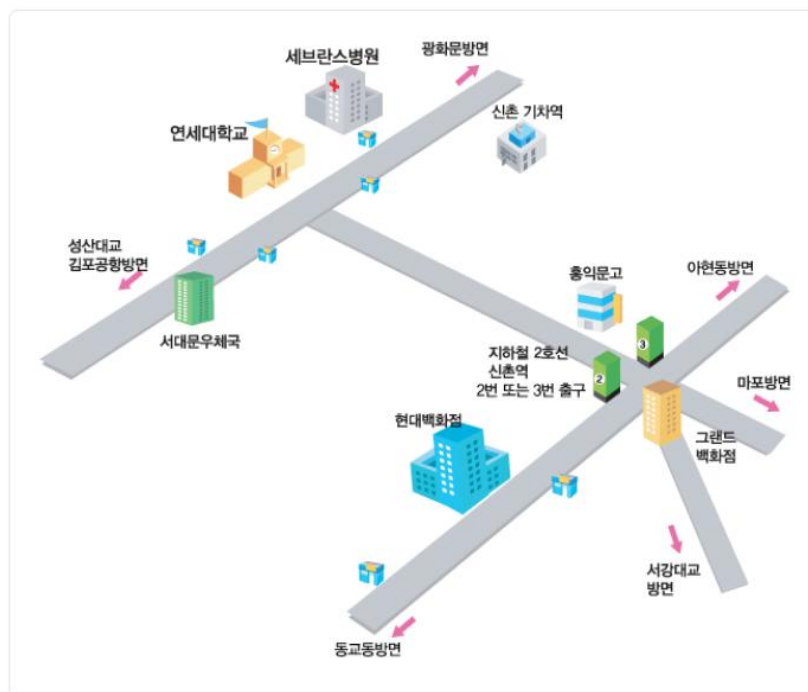 세브란스병원
광화문방면
신촌 기차역
연세대학교
성산대교
김포공항방면
서대문우체국
홍익문고
아현동방면
3
지하철 2호선
신촌역
2번 또는 3번 출구
2
마포방면
현대백화점
그랜드
백화점
서강대교
방면
동교동방면